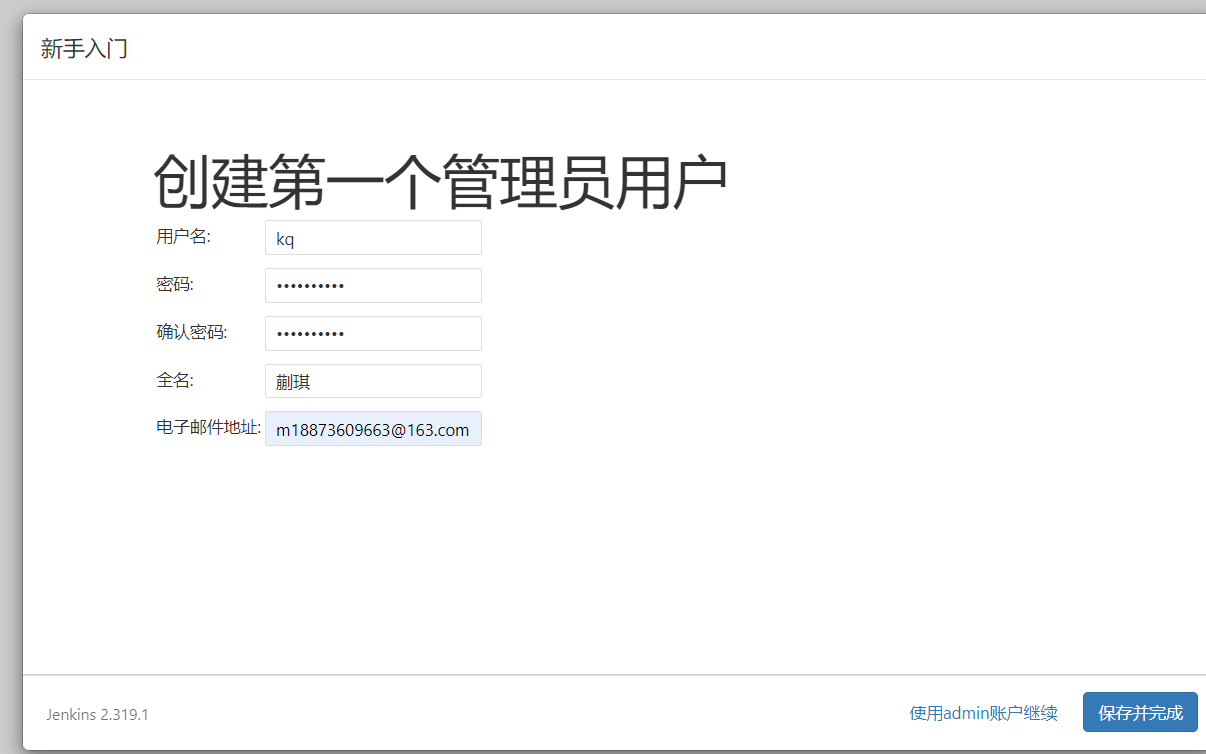 新手入门
创建第一个管理员用户
用户名: kq
密码: ••••••••••
确认密码: ••••••••••
全名: 蒯琪
电子邮件地址: m18873609663@163.com
Jenkins 2.319.1 使用admin账户继续 保存并完成